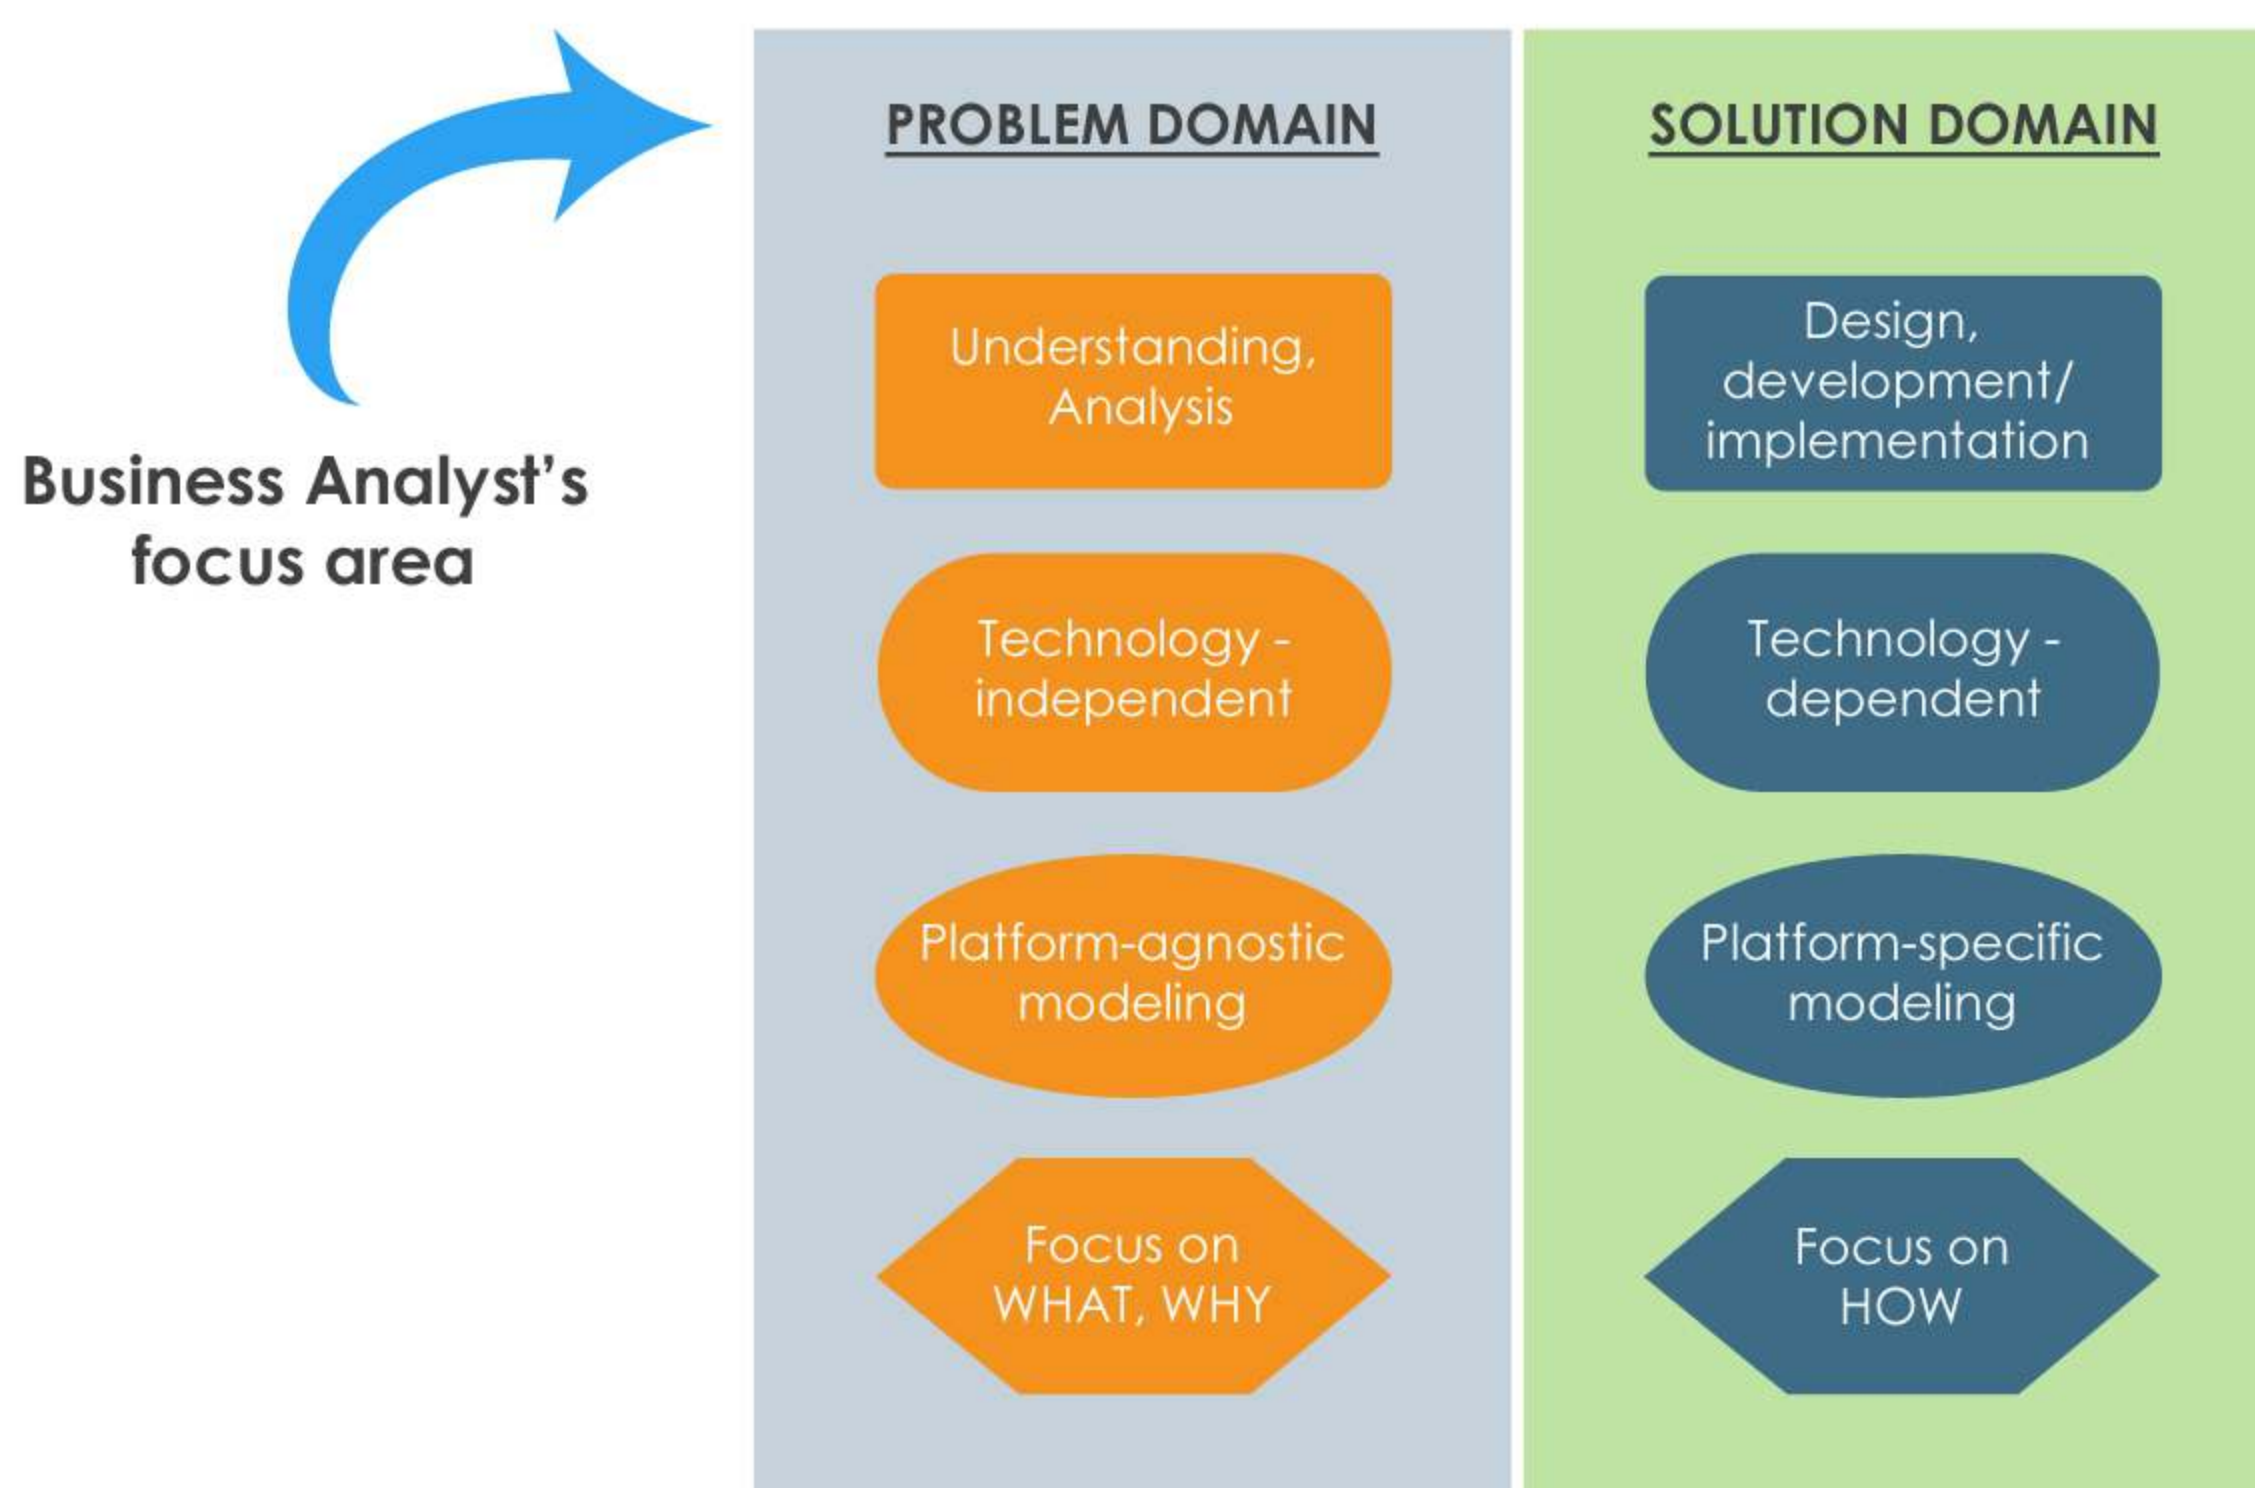 Business Analyst's
focus area
PROBLEM DOMAIN
Understanding,
Analysis
Technology -
independent
Platform-agnostic
modeling
Focus on
WHAT, WHY
SOLUTION DOMAIN
Design,
development/
implementation
Technology -
dependent
Platform-specific
modeling
Focus on
HOW